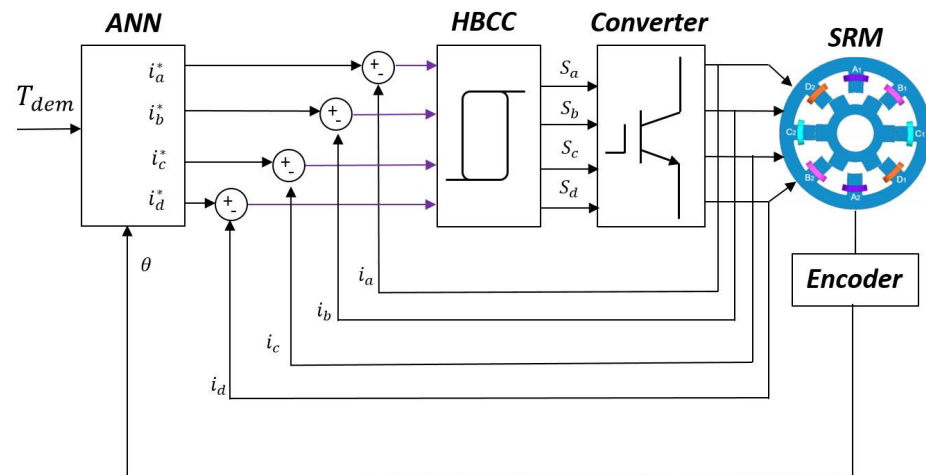 ANN
HBCC
Converter
SRM
T_dem
i_a^*
i_b^*
i_c^*
i_d^*
+
-
+
-
+
-
+
-
S_a
S_b
S_c
S_d
A1
B1
C1
D1
A2
B2
C2
D2
θ
i_a
i_b
i_c
i_d
Encoder